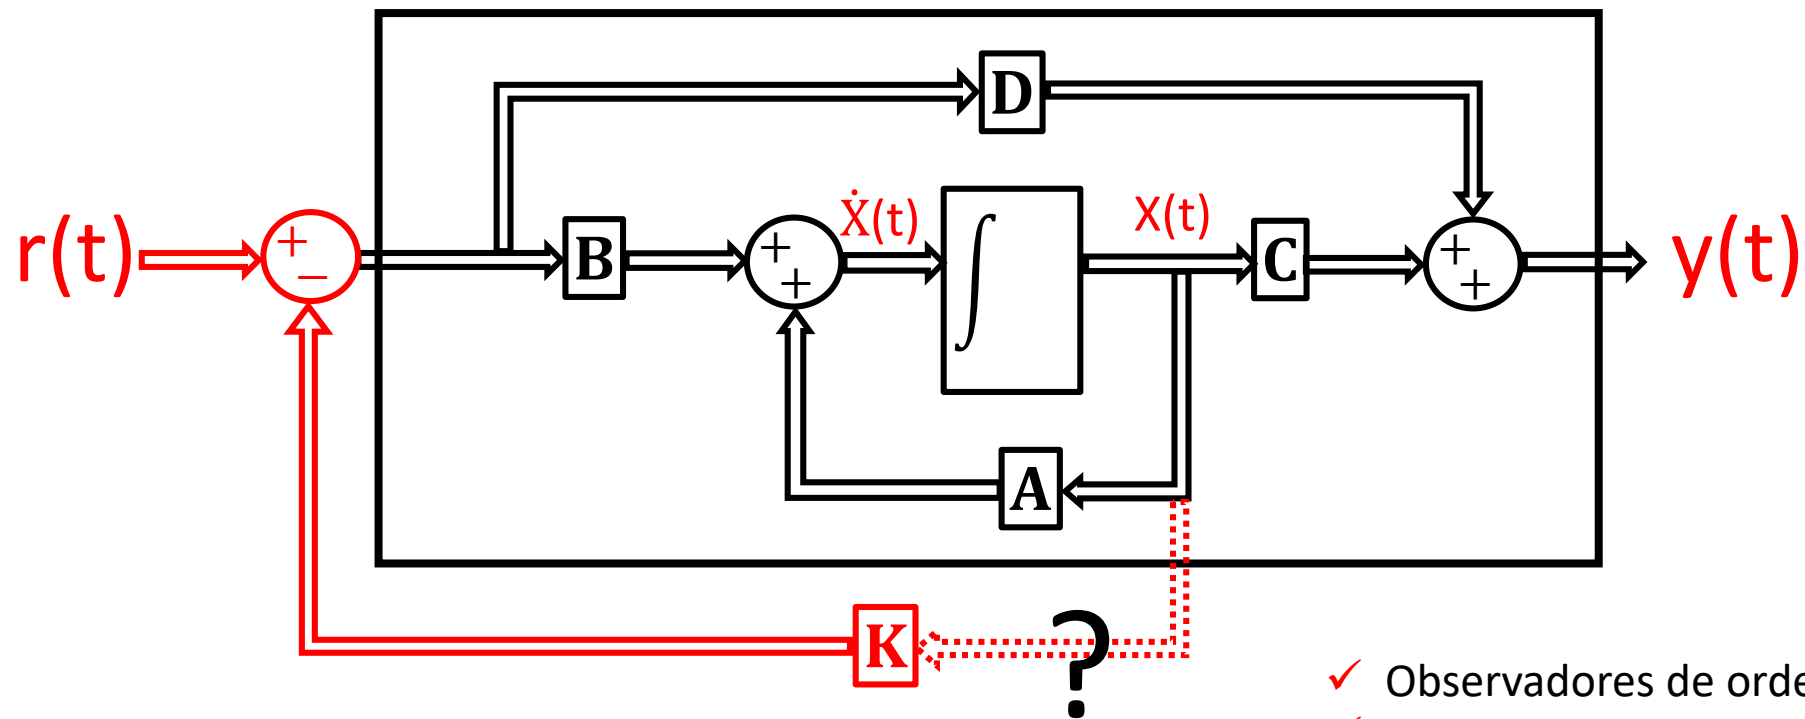 D
r(t) + − B + + Ẋ(t) ∫ X(t) C + + y(t)
A
K ?
✓ Observadores de orde